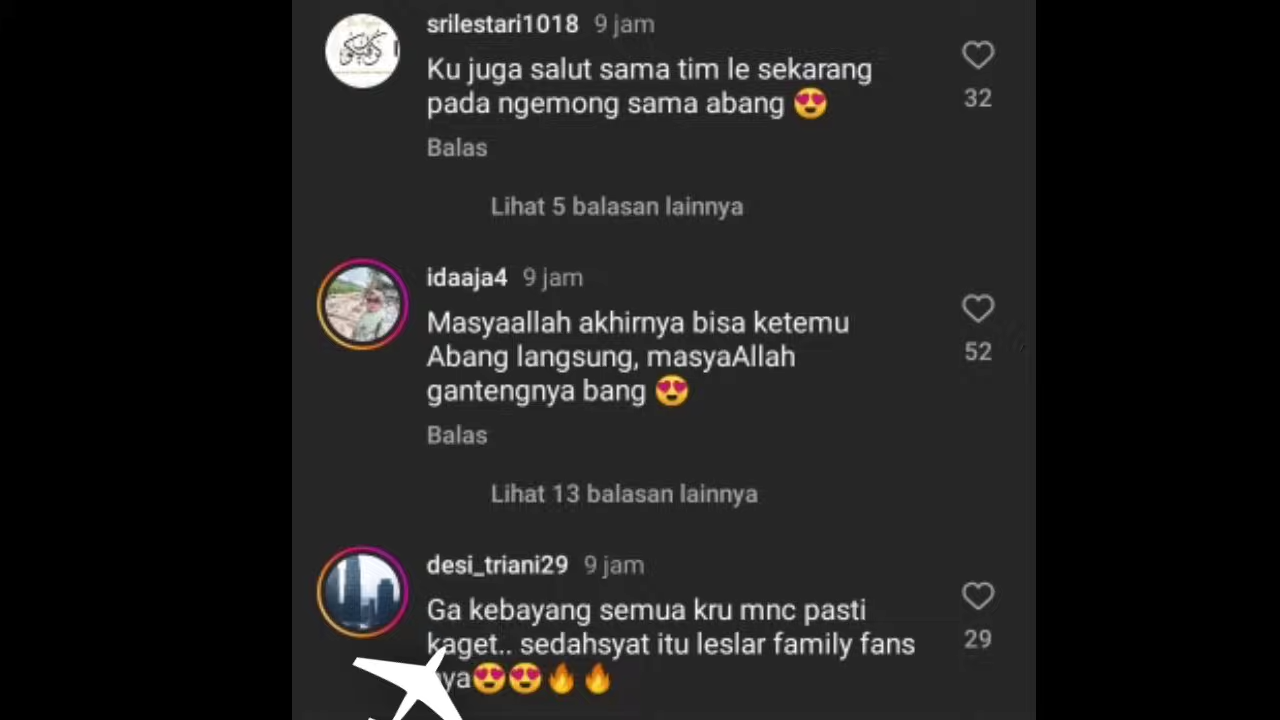 srilestari1018 9 jam
Ku juga salut sama tim le sekarang
pada ngemong sama abang 😍
32
Balas
Lihat 5 balasan lainnya
idaaja4 9 jam
Masyaallah akhirnya bisa ketemu
Abang langsung, masyaAllah
gantengnya bang 😍
52
Balas
Lihat 13 balasan lainnya
desi_triani29 9 jam
Ga kebayang semua kru mnc pasti
kaget.. sedahsyat itu leslar family fans
nya😍😍🔥🔥
29